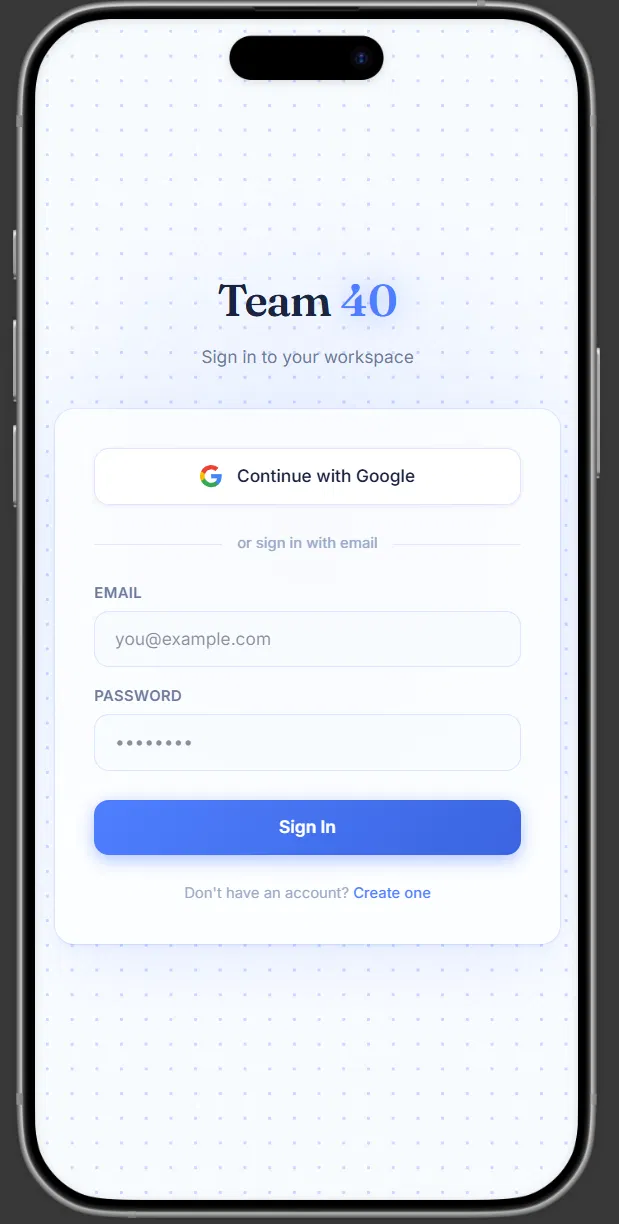 Team 40
Sign in to your workspace
Continue with Google
or sign in with email
EMAIL
you@example.com
PASSWORD
••••••••
Sign In
Don't have an account? Create one